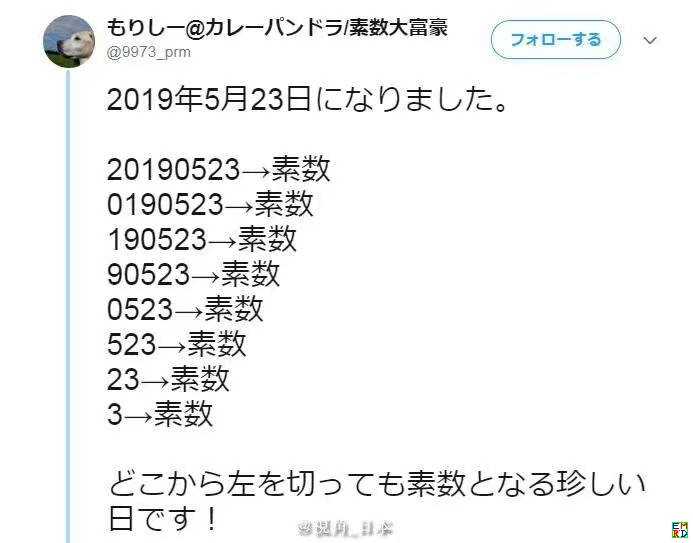 もりしー@カレーパンドラ/素数大富豪
@9973_prm
フォローする
2019年5月23日になりました。
20190523→素数
0190523→素数
190523→素数
90523→素数
0523→素数
523→素数
23→素数
3→素数
どこから左を切っても素数となる珍しい
日です！
@視角_日本